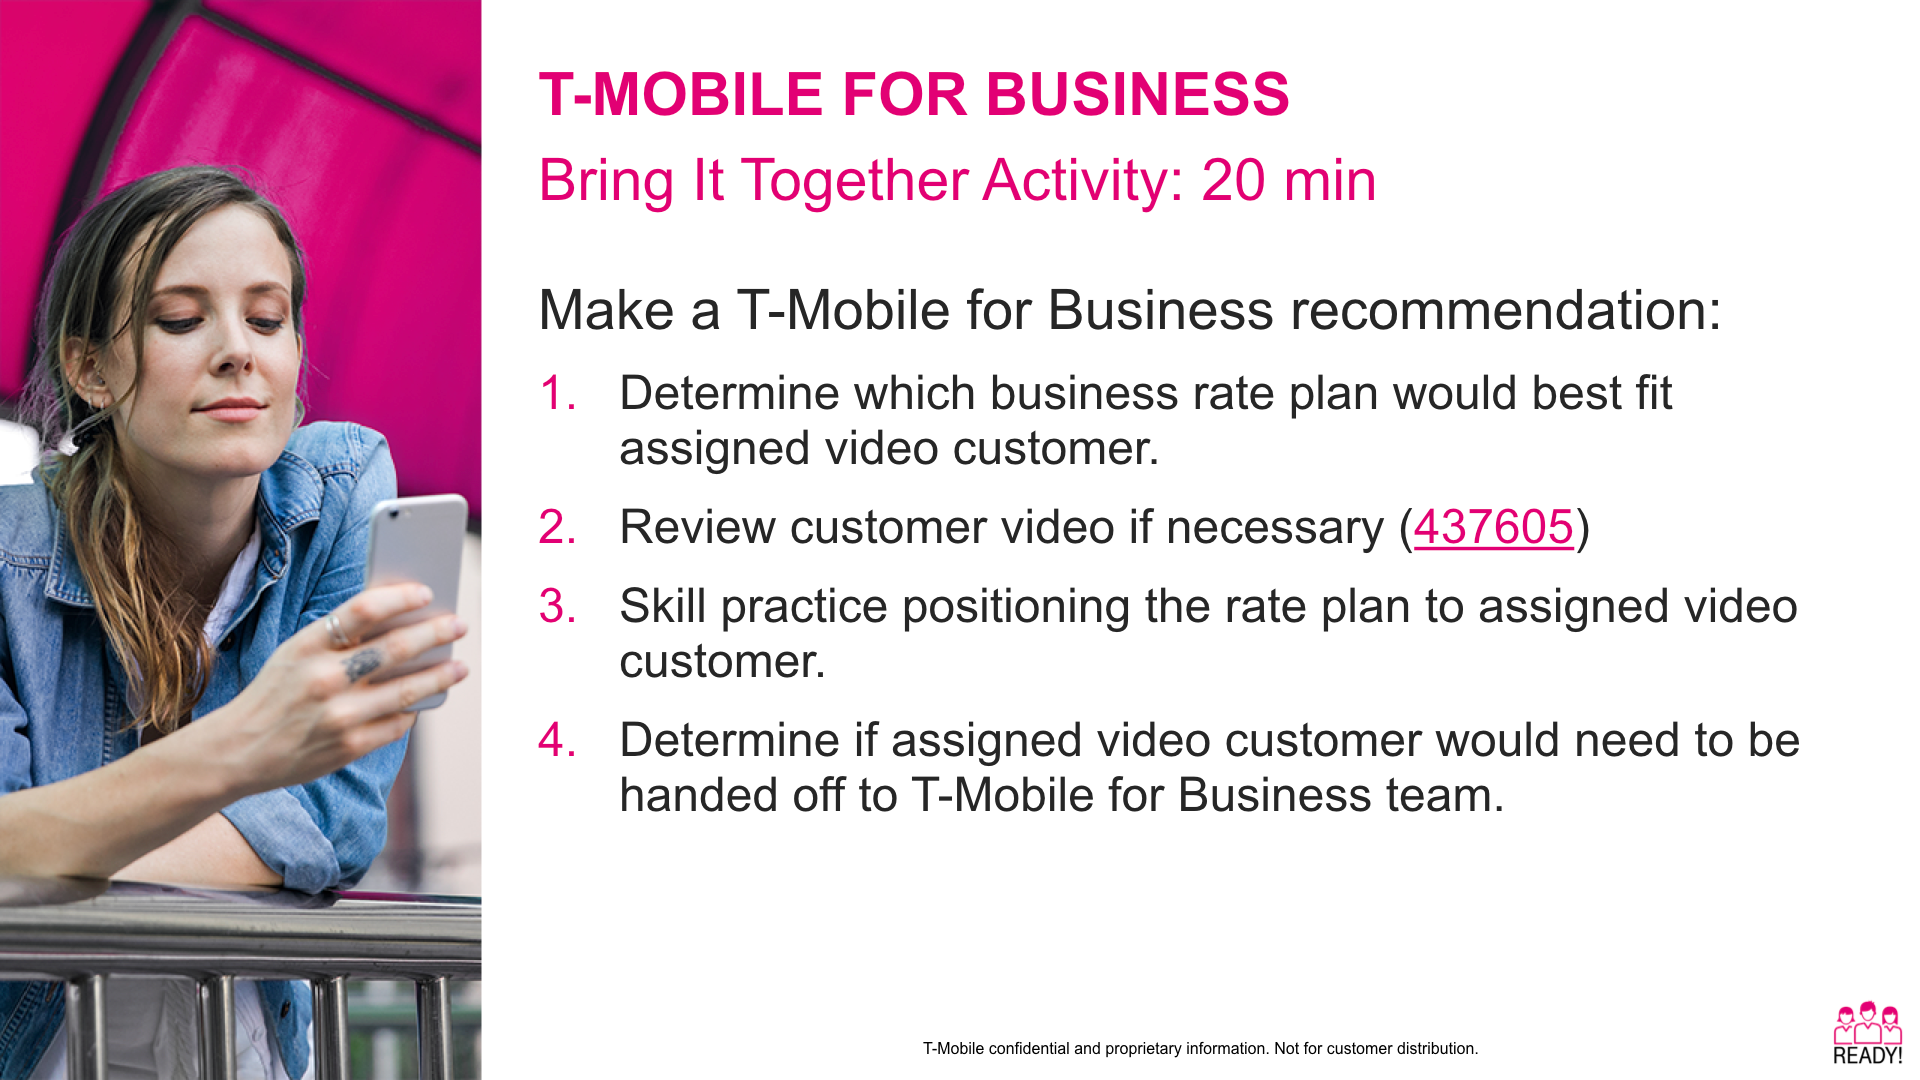 T-MOBILE FOR BUSINESS
Bring It Together Activity: 20 min
Make a T-Mobile for Business recommendation:
1. Determine which business rate plan would best fit
assigned video customer.
2. Review customer video if necessary (437605)
3. Skill practice positioning the rate plan to assigned video
customer.
4. Determine if assigned video customer would need to be
handed off to T-Mobile for Business team.
T-Mobile confidential and proprietary information. Not for customer distribution.
READY!